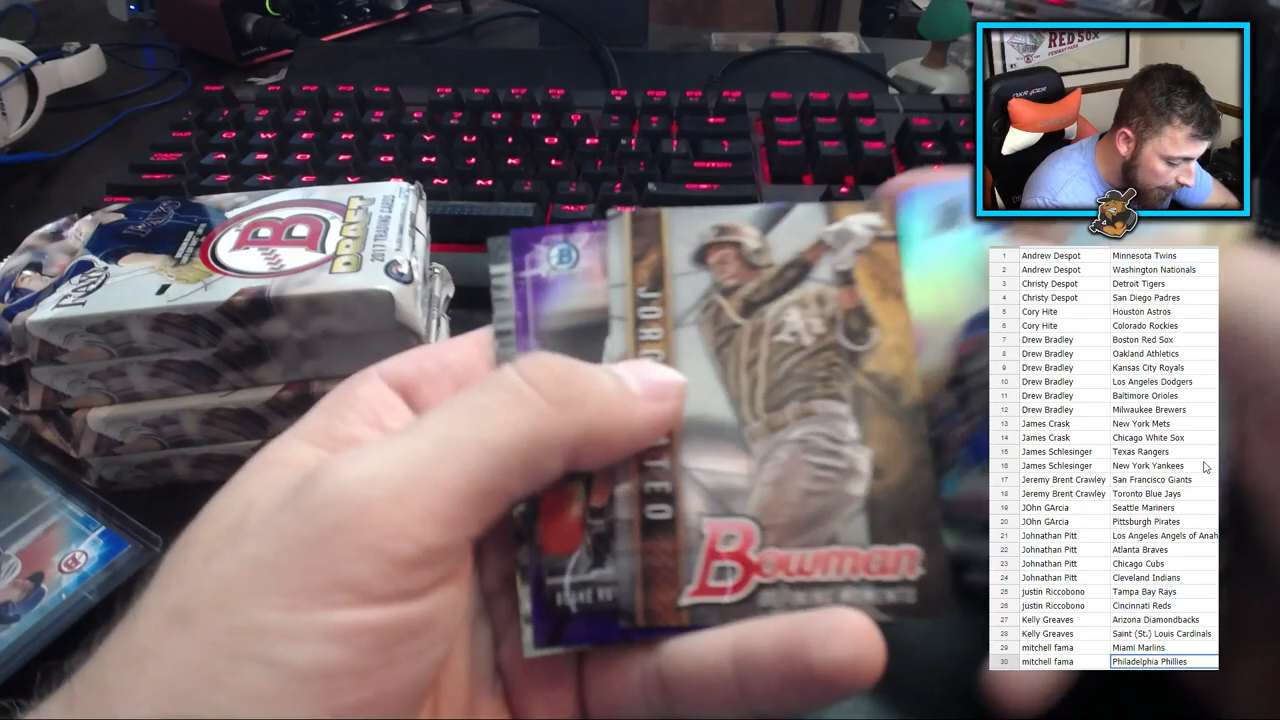 RED SOX
FENWAY PARK
DXRACER
B
DRAFT
2017 TRADING CARDS
RAYS
B
A's
Bowman
DEFINING MOMENTS
1 Andrew Despot Minnesota Twins
2 Andrew Despot Washington Nationals
3 Christy Despot Detroit Tigers
4 Christy Despot San Diego Padres
5 Cory Hite Houston Astros
6 Cory Hite Colorado Rockies
7 Drew Bradley Boston Red Sox
8 Drew Bradley Oakland Athletics
9 Drew Bradley Kansas City Royals
10 Drew Bradley Los Angeles Dodgers
11 Drew Bradley Baltimore Orioles
12 Drew Bradley Milwaukee Brewers
13 James Crask New York Mets
14 James Crask Chicago White Sox
15 James Schlesinger Texas Rangers
16 James Schlesinger New York Yankees
17 Jeremy Brent Crawley San Francisco Giants
18 Jeremy Brent Crawley Toronto Blue Jays
19 JOhn GArcia Seattle Mariners
20 JOhn GArcia Pittsburgh Pirates
21 Johnathan Pitt Los Angeles Angels of Anah
22 Johnathan Pitt Atlanta Braves
23 Johnathan Pitt Chicago Cubs
24 Johnathan Pitt Cleveland Indians
25 justin Riccobono Tampa Bay Rays
26 justin Riccobono Cincinnati Reds
27 Kelly Greaves Arizona Diamondbacks
28 Kelly Greaves Saint (St.) Louis Cardinals
29 mitchell fama Miami Marlins
30 mitchell fama Philadelphia Phillies